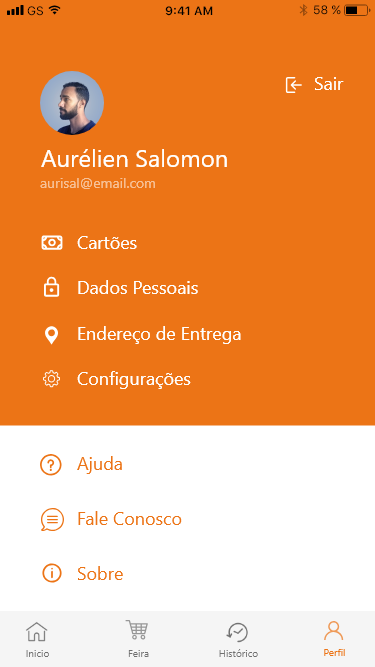 GS 9:41 AM 58 %
Sair
Aurélien Salomon
aurisal@email.com
Cartões
Dados Pessoais
Endereço de Entrega
Configurações
Ajuda
Fale Conosco
Sobre
Inicio Feira Histórico Perfil